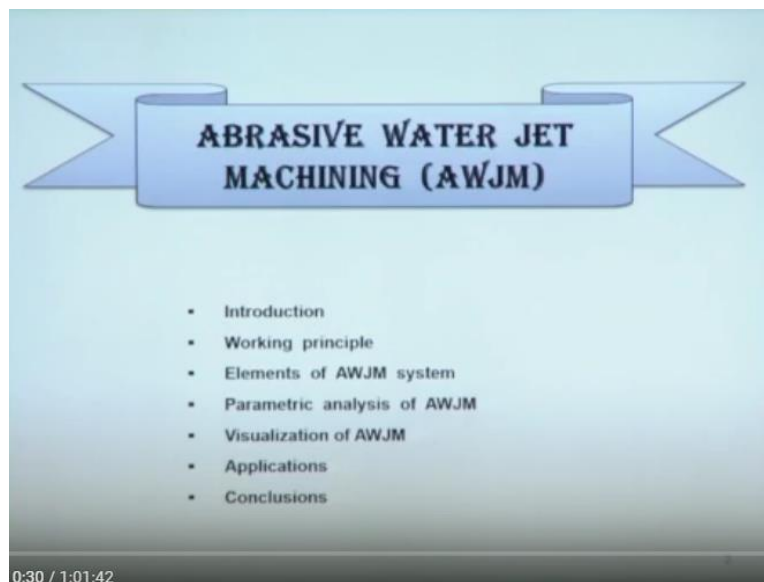 ABRASIVE WATER JET
MACHINING (AWJM)
▪ Introduction
▪ Working principle
▪ Elements of AWJM system
▪ Parametric analysis of AWJM
▪ Visualization of AWJM
▪ Applications
▪ Conclusions
0:30 / 1:01:42